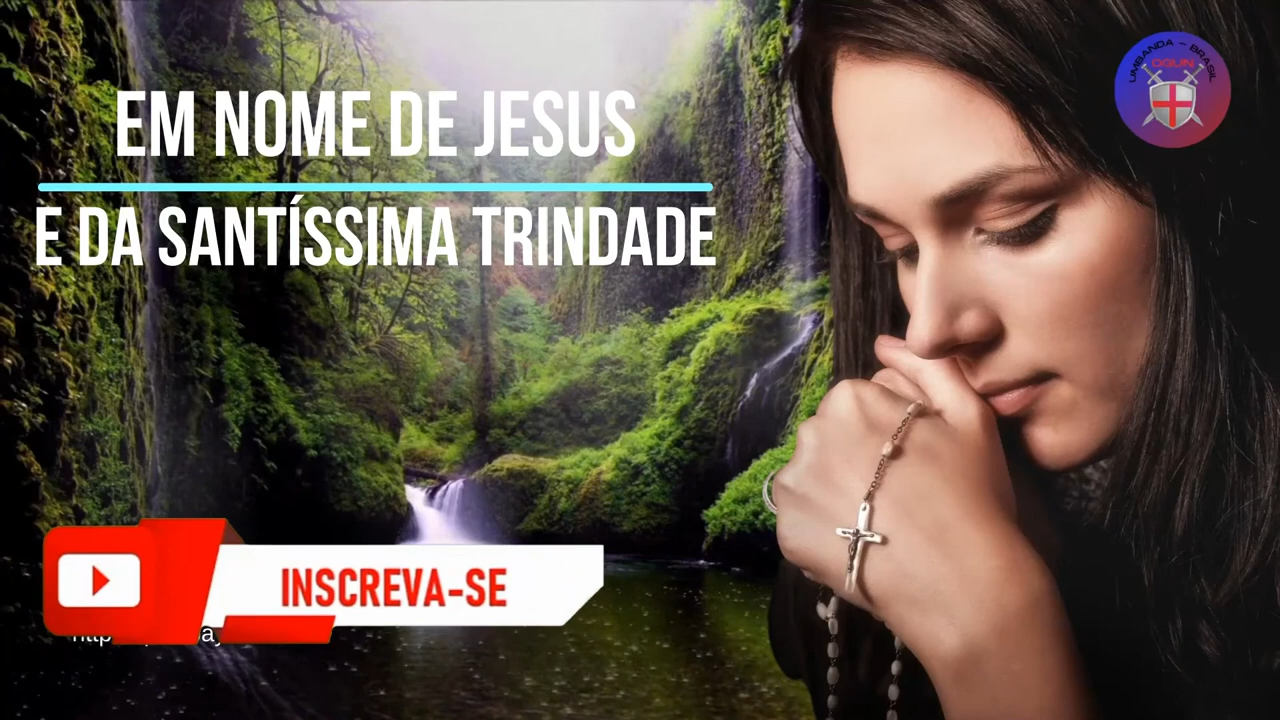 UMBANDA - BRASIL
OGUN
EM NOME DE JESUS
E DA SANTÍSSIMA TRINDADE
INSCREVA-SE